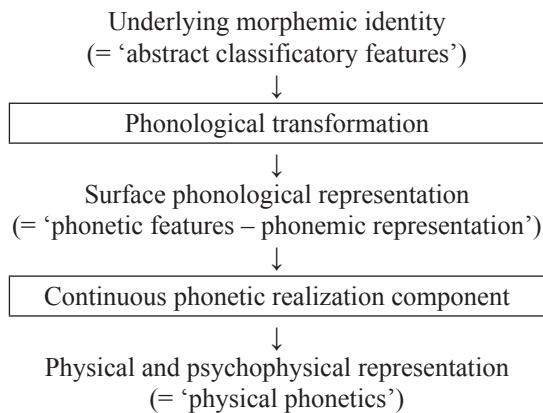 Underlying morphemic identity
(= ‘abstract classificatory features’)
↓
Phonological transformation
↓
Surface phonological representation
(= ‘phonetic features – phonemic representation’)
↓
Continuous phonetic realization component
↓
Physical and psychophysical representation
(= ‘physical phonetics’)